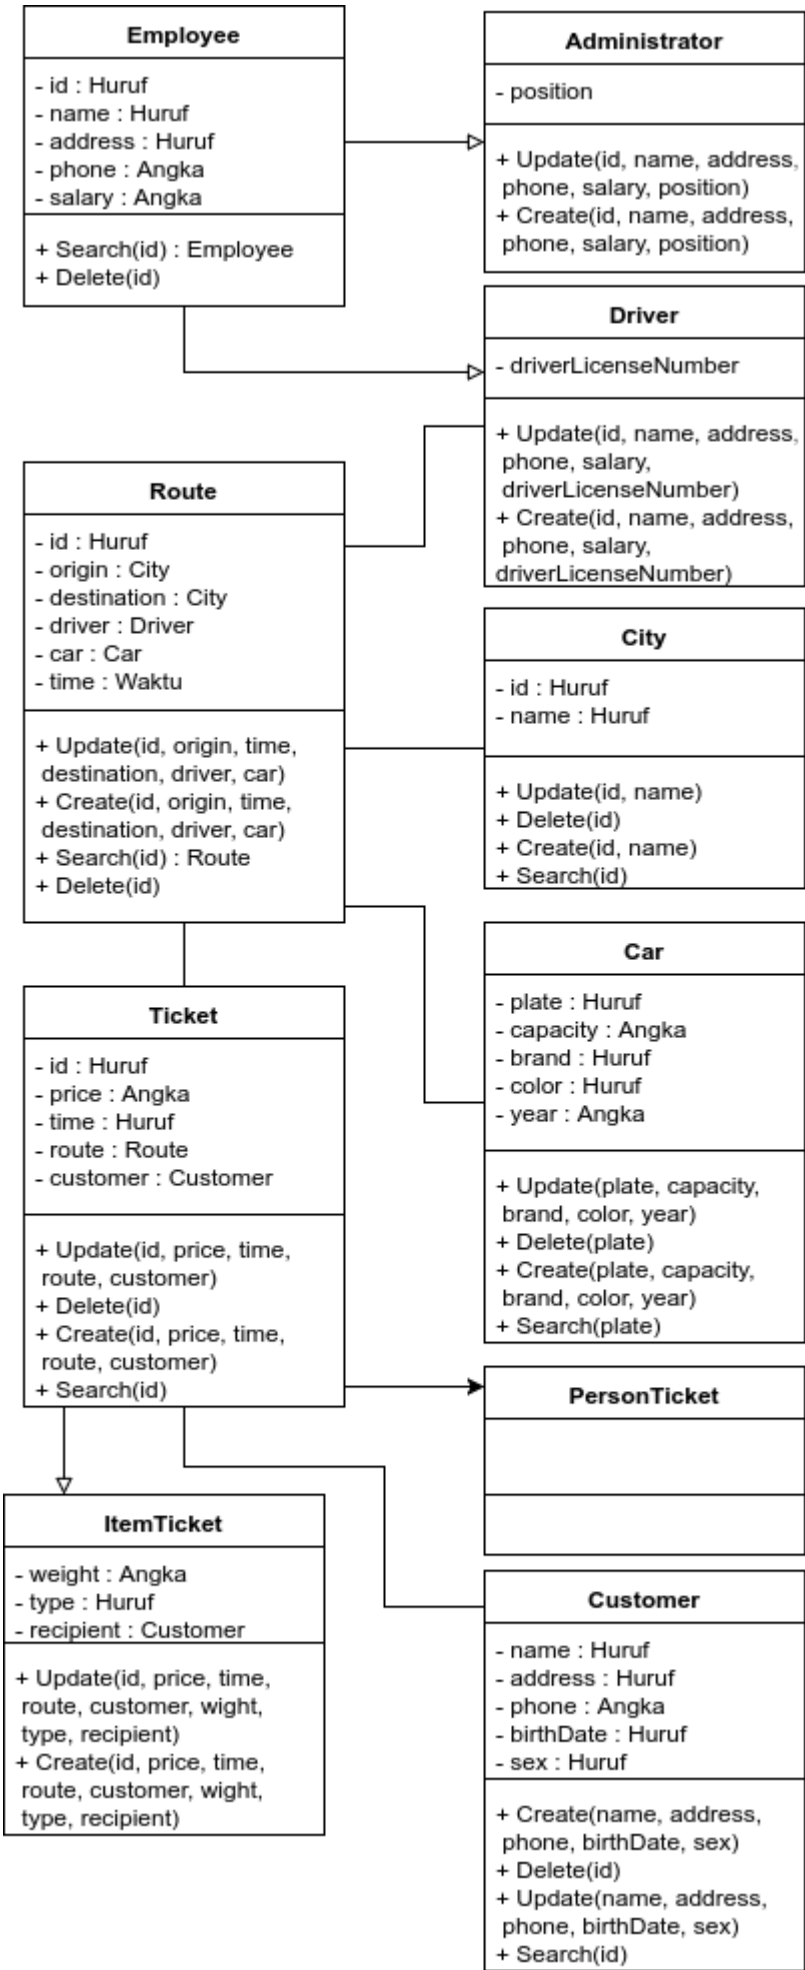 Employee
- id : Huruf
- name : Huruf
- address : Huruf
- phone : Angka
- salary : Angka
+ Search(id) : Employee
+ Delete(id)
Administrator
- position
+ Update(id, name, address,
phone, salary, position)
+ Create(id, name, address,
phone, salary, position)
Driver
- driverLicenseNumber
+ Update(id, name, address,
phone, salary,
driverLicenseNumber)
+ Create(id, name, address,
phone, salary,
driverLicenseNumber)
Route
- id : Huruf
- origin : City
- destination : City
- driver : Driver
- car : Car
- time : Waktu
+ Update(id, origin, time,
destination, driver, car)
+ Create(id, origin, time,
destination, driver, car)
+ Search(id) : Route
+ Delete(id)
City
- id : Huruf
- name : Huruf
+ Update(id, name)
+ Delete(id)
+ Create(id, name)
+ Search(id)
Car
- plate : Huruf
- capacity : Angka
- brand : Huruf
- color : Huruf
- year : Angka
+ Update(plate, capacity,
brand, color, year)
+ Delete(plate)
+ Create(plate, capacity,
brand, color, year)
+ Search(plate)
Ticket
- id : Huruf
- price : Angka
- time : Huruf
- route : Route
- customer : Customer
+ Update(id, price, time,
route, customer)
+ Delete(id)
+ Create(id, price, time,
route, customer)
+ Search(id)
PersonTicket
ItemTicket
- weight : Angka
- type : Huruf
- recipient : Customer
+ Update(id, price, time,
route, customer, wight,
type, recipient)
+ Create(id, price, time,
route, customer, wight,
type, recipient)
Customer
- name : Huruf
- address : Huruf
- phone : Angka
- birthDate : Huruf
- sex : Huruf
+ Create(name, address,
phone, birthDate, sex)
+ Delete(id)
+ Update(name, address,
phone, birthDate, sex)
+ Search(id)